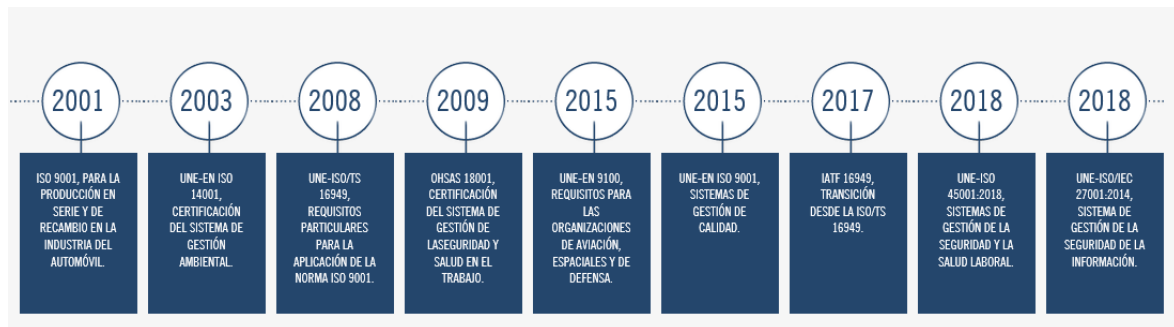 2001
ISO 9001, PARA LA
PRODUCCIÓN EN
SERIE Y DE
RECAMBIO EN LA
INDUSTRIA DEL
AUTOMÓVIL.
2003
UNE-EN ISO
14001,
CERTIFICACIÓN
DEL SISTEMA DE
GESTIÓN
AMBIENTAL.
2008
UNE-ISO/TS
16949,
REQUISITOS
PARTICULARES
PARA LA
APLICACIÓN DE LA
NORMA ISO 9001.
2009
OHSAS 18001,
CERTIFICACIÓN
DEL SISTEMA DE
GESTIÓN DE
LASEGURIDAD Y
SALUD EN EL
TRABAJO.
2015
UNE-EN 9100,
REQUISITOS PARA
LAS
ORGANIZACIONES
DE AVIACIÓN,
ESPACIALES Y DE
DEFENSA.
2015
UNE-EN ISO 9001,
SISTEMAS DE
GESTIÓN DE
CALIDAD.
2017
IATF 16949,
TRANSICIÓN
DESDE LA ISO/TS
16949.
2018
UNE-ISO
45001:2018,
SISTEMAS DE
GESTIÓN DE LA
SEGURIDAD Y LA
SALUD LABORAL.
2018
UNE-ISO/IEC
27001:2014,
SISTEMA DE
GESTIÓN DE LA
SEGURIDAD DE LA
INFORMACIÓN.